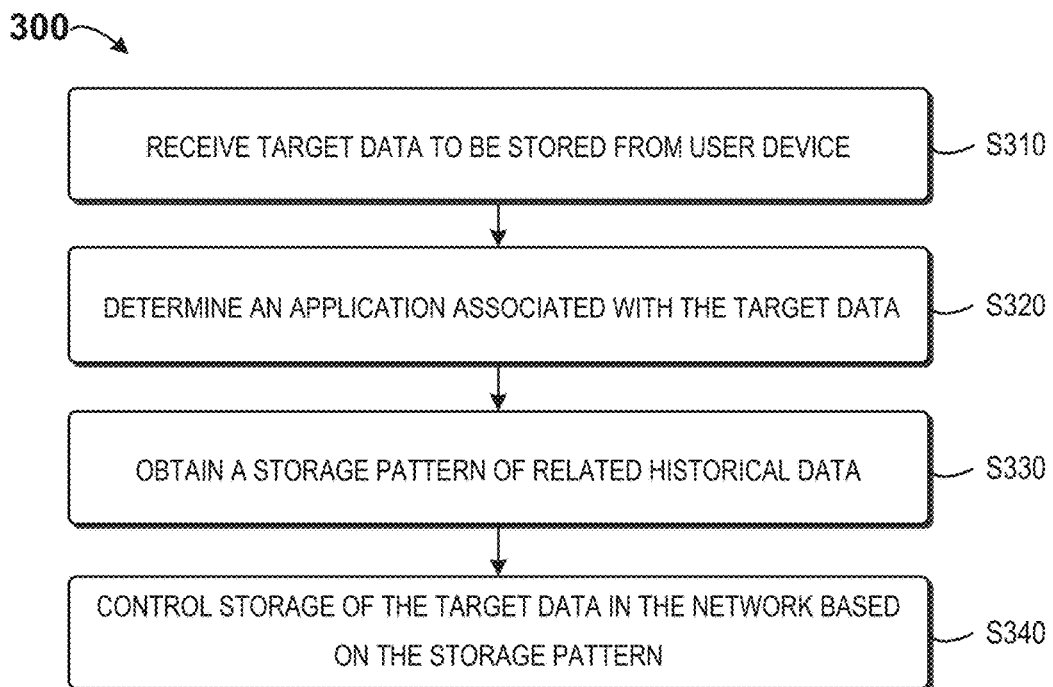 300
RECEIVE TARGET DATA TO BE STORED FROM USER DEVICE
S310
DETERMINE AN APPLICATION ASSOCIATED WITH THE TARGET DATA
S320
OBTAIN A STORAGE PATTERN OF RELATED HISTORICAL DATA
S330
CONTROL STORAGE OF THE TARGET DATA IN THE NETWORK BASED
ON THE STORAGE PATTERN
S340